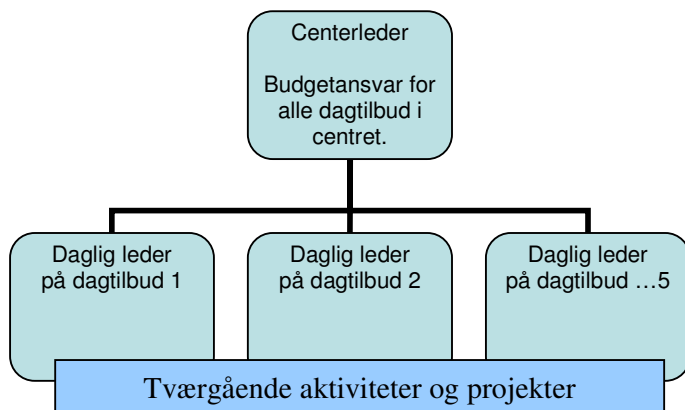 Centerleder
Budgetansvar for
alle dagtilbud i
centret.
Daglig leder
på dagtilbud 1
Daglig leder
på dagtilbud 2
Daglig leder
på dagtilbud …5
Tværgående aktiviteter og projekter